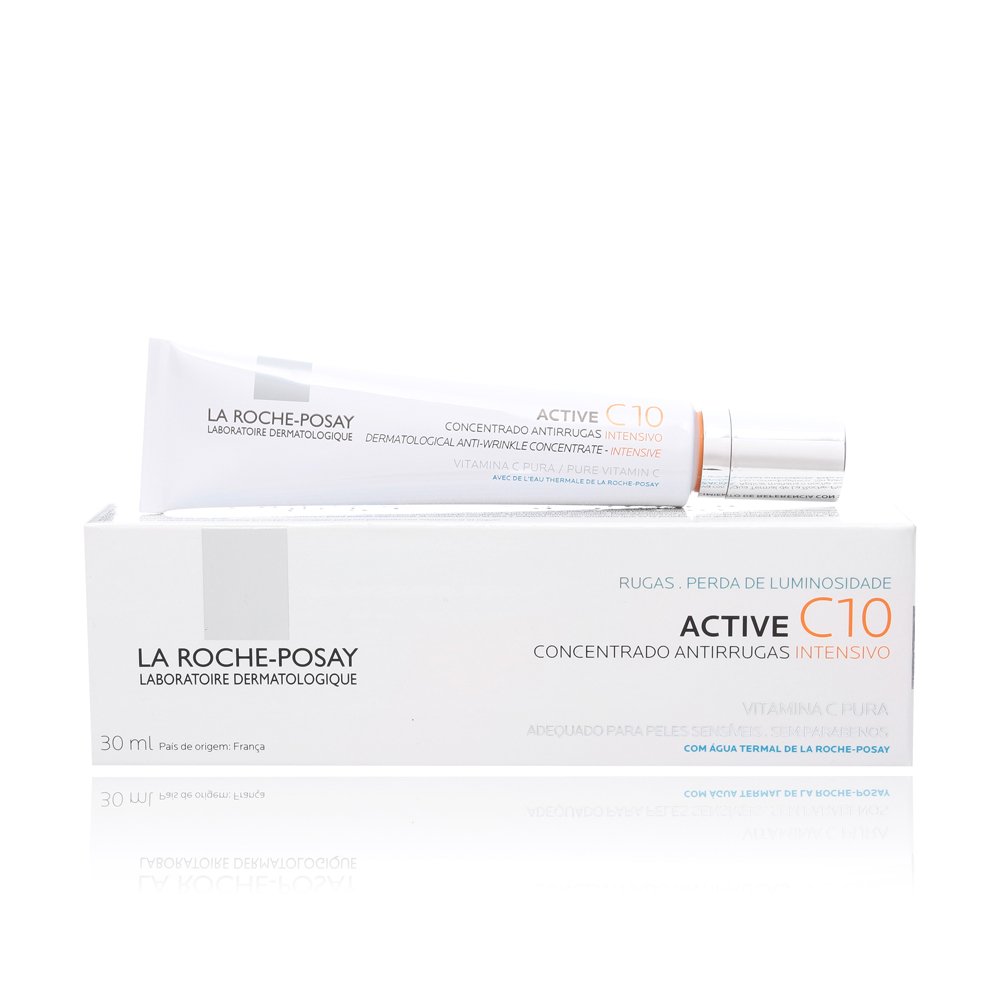 LA ROCHE-POSAY
LABORATOIRE DERMATOLOGIQUE
ACTIVE C10
CONCENTRADO ANTIRRUGAS INTENSIVO
DERMATOLOGICAL ANTI-WRINKLE CONCENTRATE - INTENSIVE
VITAMINA C PURA / PURE VITAMIN C
AVEC DE L'EAU THERMALE DE LA ROCHE-POSAY
LA ROCHE-POSAY
LABORATOIRE DERMATOLOGIQUE
30 ml País de origem: França
RUGAS . PERDA DE LUMINOSIDADE
ACTIVE C10
CONCENTRADO ANTIRRUGAS INTENSIVO
VITAMINA C PURA
ADEQUADO PARA PELES SENSÍVEIS . SEM PARABENOS
COM ÁGUA TERMAL DE LA ROCHE-POSAY